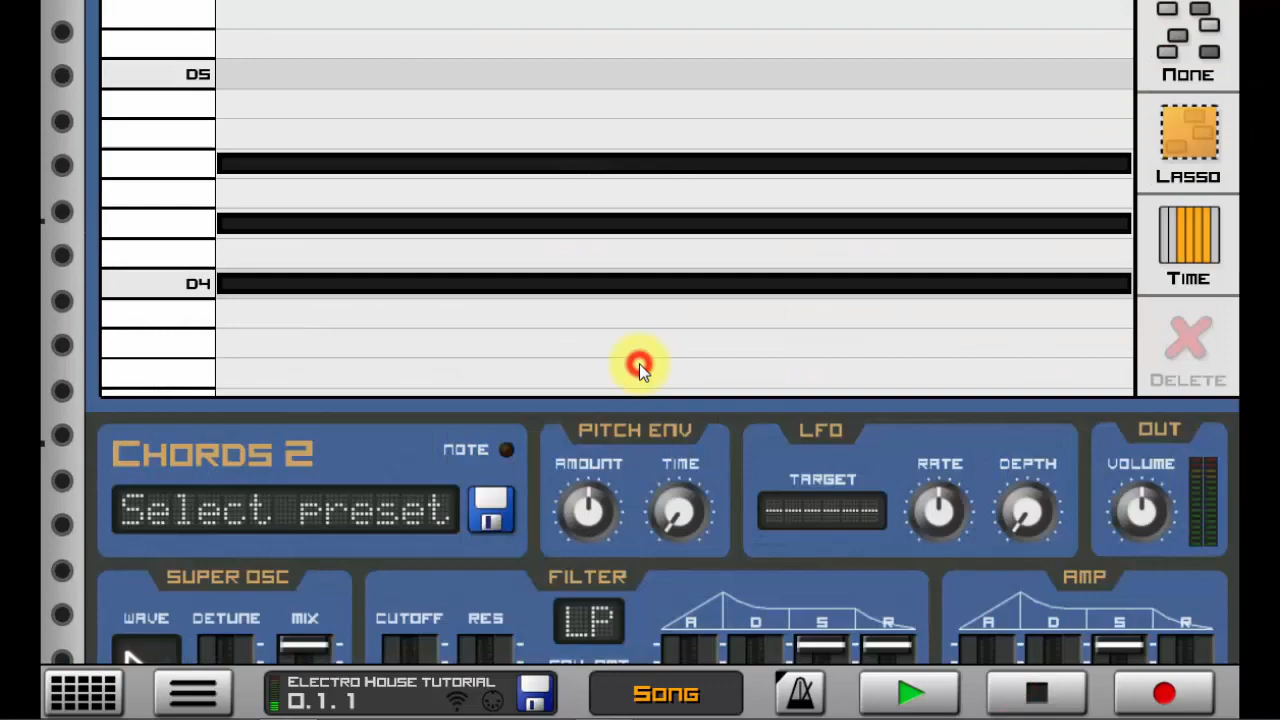 None
D5
Lasso
D4
Time
Delete
Chords 2
NOTE
Select preset
PITCH ENV
AMOUNT TIME
LFO
TARGET
------
RATE DEPTH
OUT
VOLUME
SUPER OSC
WAVE DETUNE MIX
FILTER
CUTOFF RES
LP
A D S R
AMP
A D S R
ELECTRO HOUSE TUTORIAL
0.1.1
Song